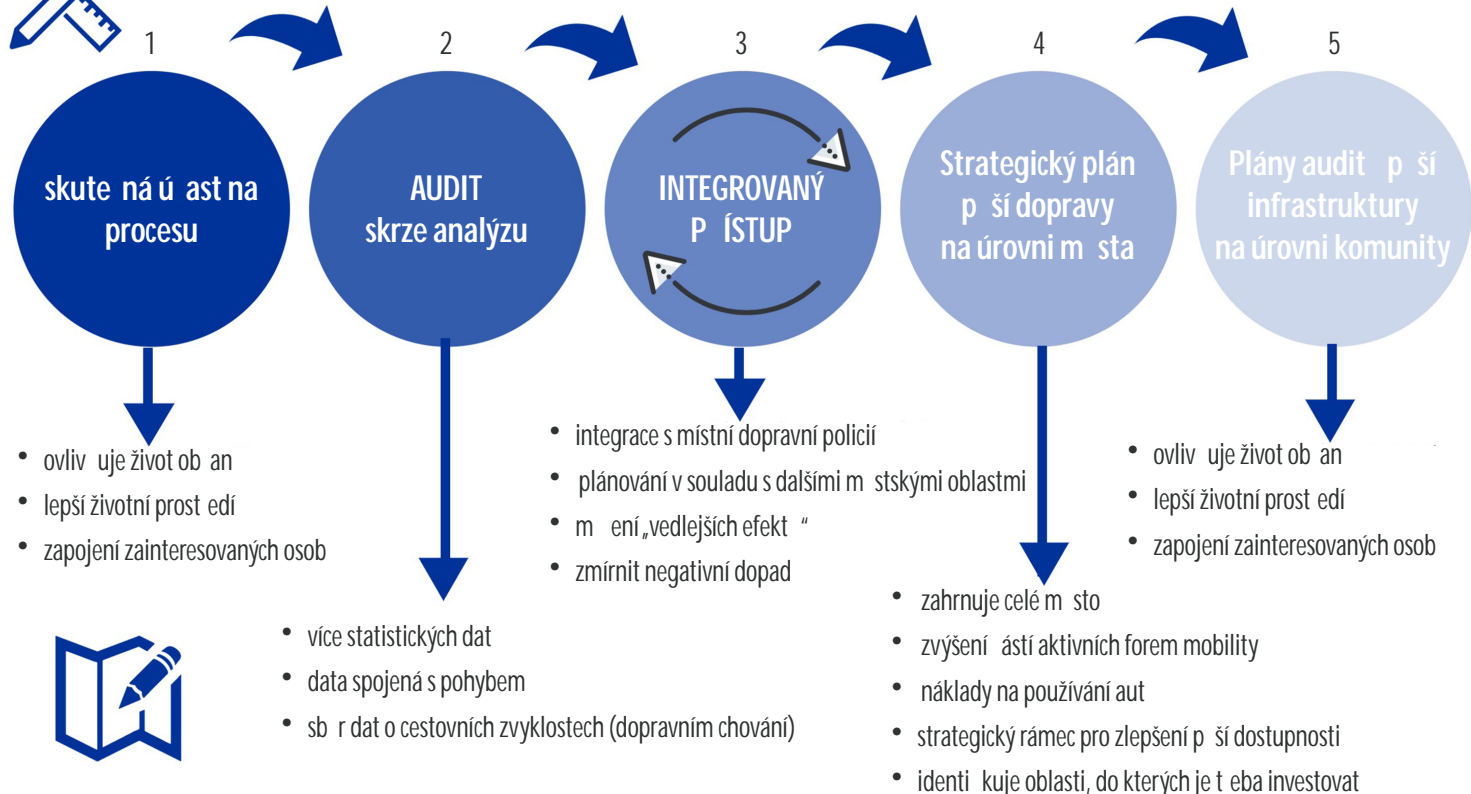 1
2
3
4
5
skute ná ú ast na
procesu
AUDIT
skrze analýzu
INTEGROVANÝ
P ÍSTUP
Strategický plán
p ší dopravy
na úrovni m sta
Plány audit p ší
infrastruktury
na úrovni komunity
• ovliv uje život ob an
• lepší životní prost edí
• zapojení zainteresovaných osob
• více statistických dat
• data spojená s pohybem
• sb r dat o cestovních zvyklostech (dopravním chování)
• integrace s místní dopravní policií
• plánování v souladu s dalšími m stskými oblastmi
• m ení „vedlejších efekt “
• zmírnit negativní dopad
• zahrnuje celé m sto
• zvýšení ástí aktivních forem mobility
• náklady na používání aut
• strategický rámec pro zlepšení p ší dostupnosti
• identi kuje oblasti, do kterých je t eba investovat
• ovliv uje život ob an
• lepší životní prost edí
• zapojení zainteresovaných osob